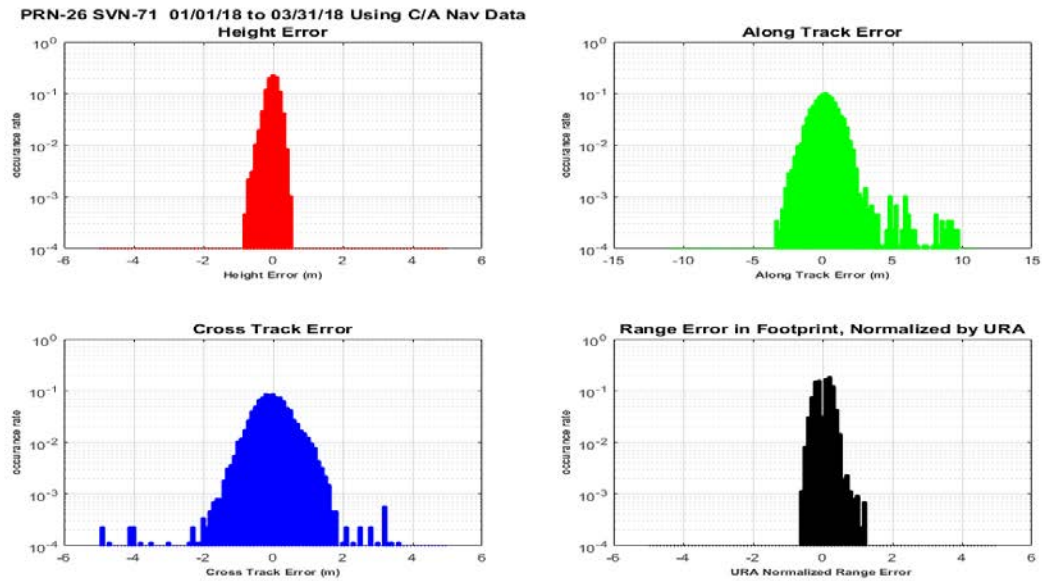 PRN-26 SVN-71 01/01/18 to 03/31/18 Using C/A Nav Data
Height Error
10^0
10^-1
10^-2
10^-3
10^-4
occurance rate
-6 -4 -2 0 2 4 6
Height Error (m)
Along Track Error
10^0
10^-1
10^-2
10^-3
10^-4
occurance rate
-15 -10 -5 0 5 10 15
Along Track Error (m)
Cross Track Error
10^0
10^-1
10^-2
10^-3
10^-4
occurance rate
-6 -4 -2 0 2 4 6
Cross Track Error (m)
Range Error in Footprint, Normalized by URA
10^0
10^-1
10^-2
10^-3
10^-4
occurance rate
-6 -4 -2 0 2 4 6
URA Normalized Range Error